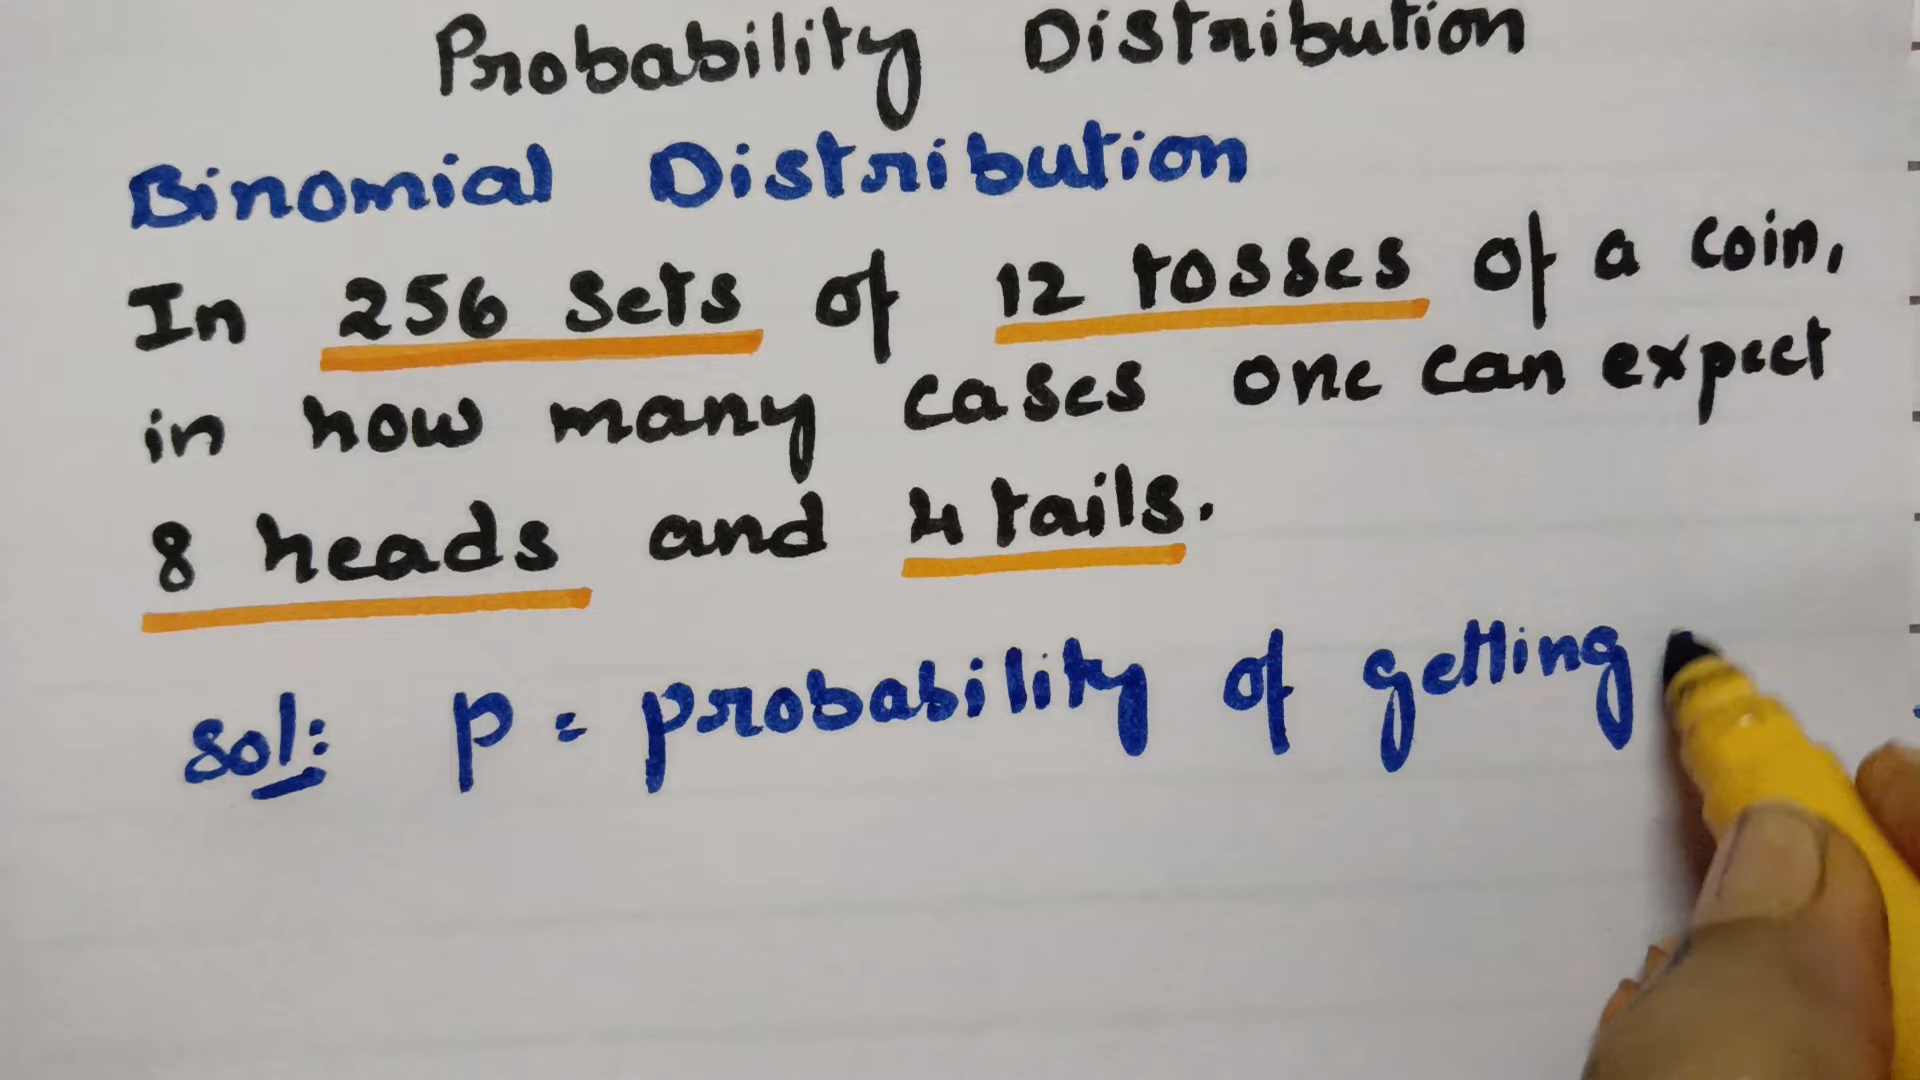 Probability Distribution
Binomial Distribution
In 256 sets of 12 tosses of a coin,
in how many cases one can expect
8 heads and 4 tails.
Sol: p = probability of getting